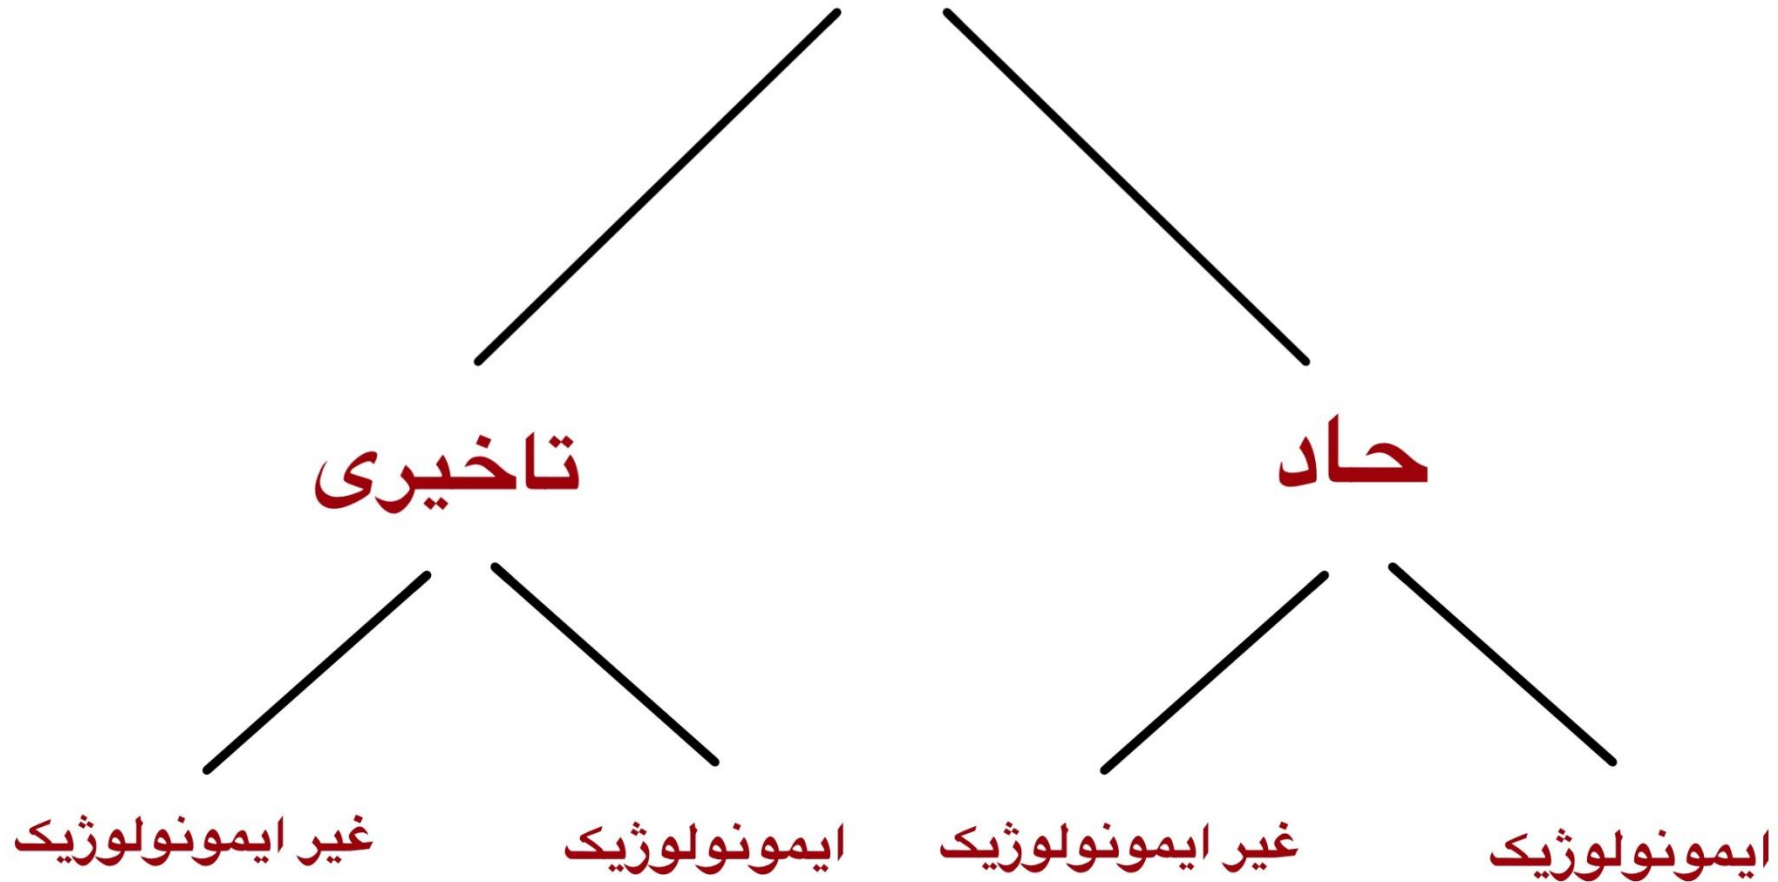 حاد
تاخیری
ایمونولوژیک
غیر ایمونولوژیک
ایمونولوژیک
غیر ایمونولوژیک